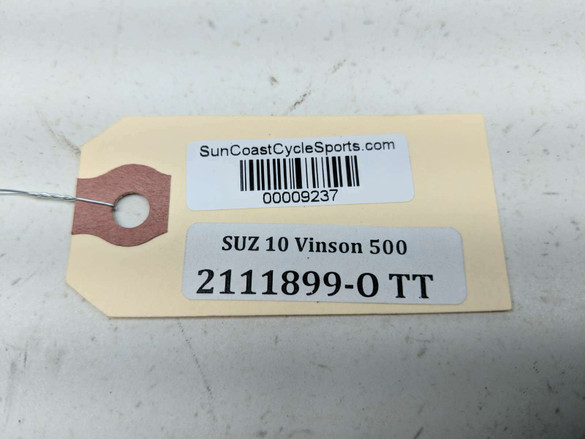 SunCoastCycleSports.com
00009237
SUZ 10 Vinson 500
2111899-O TT